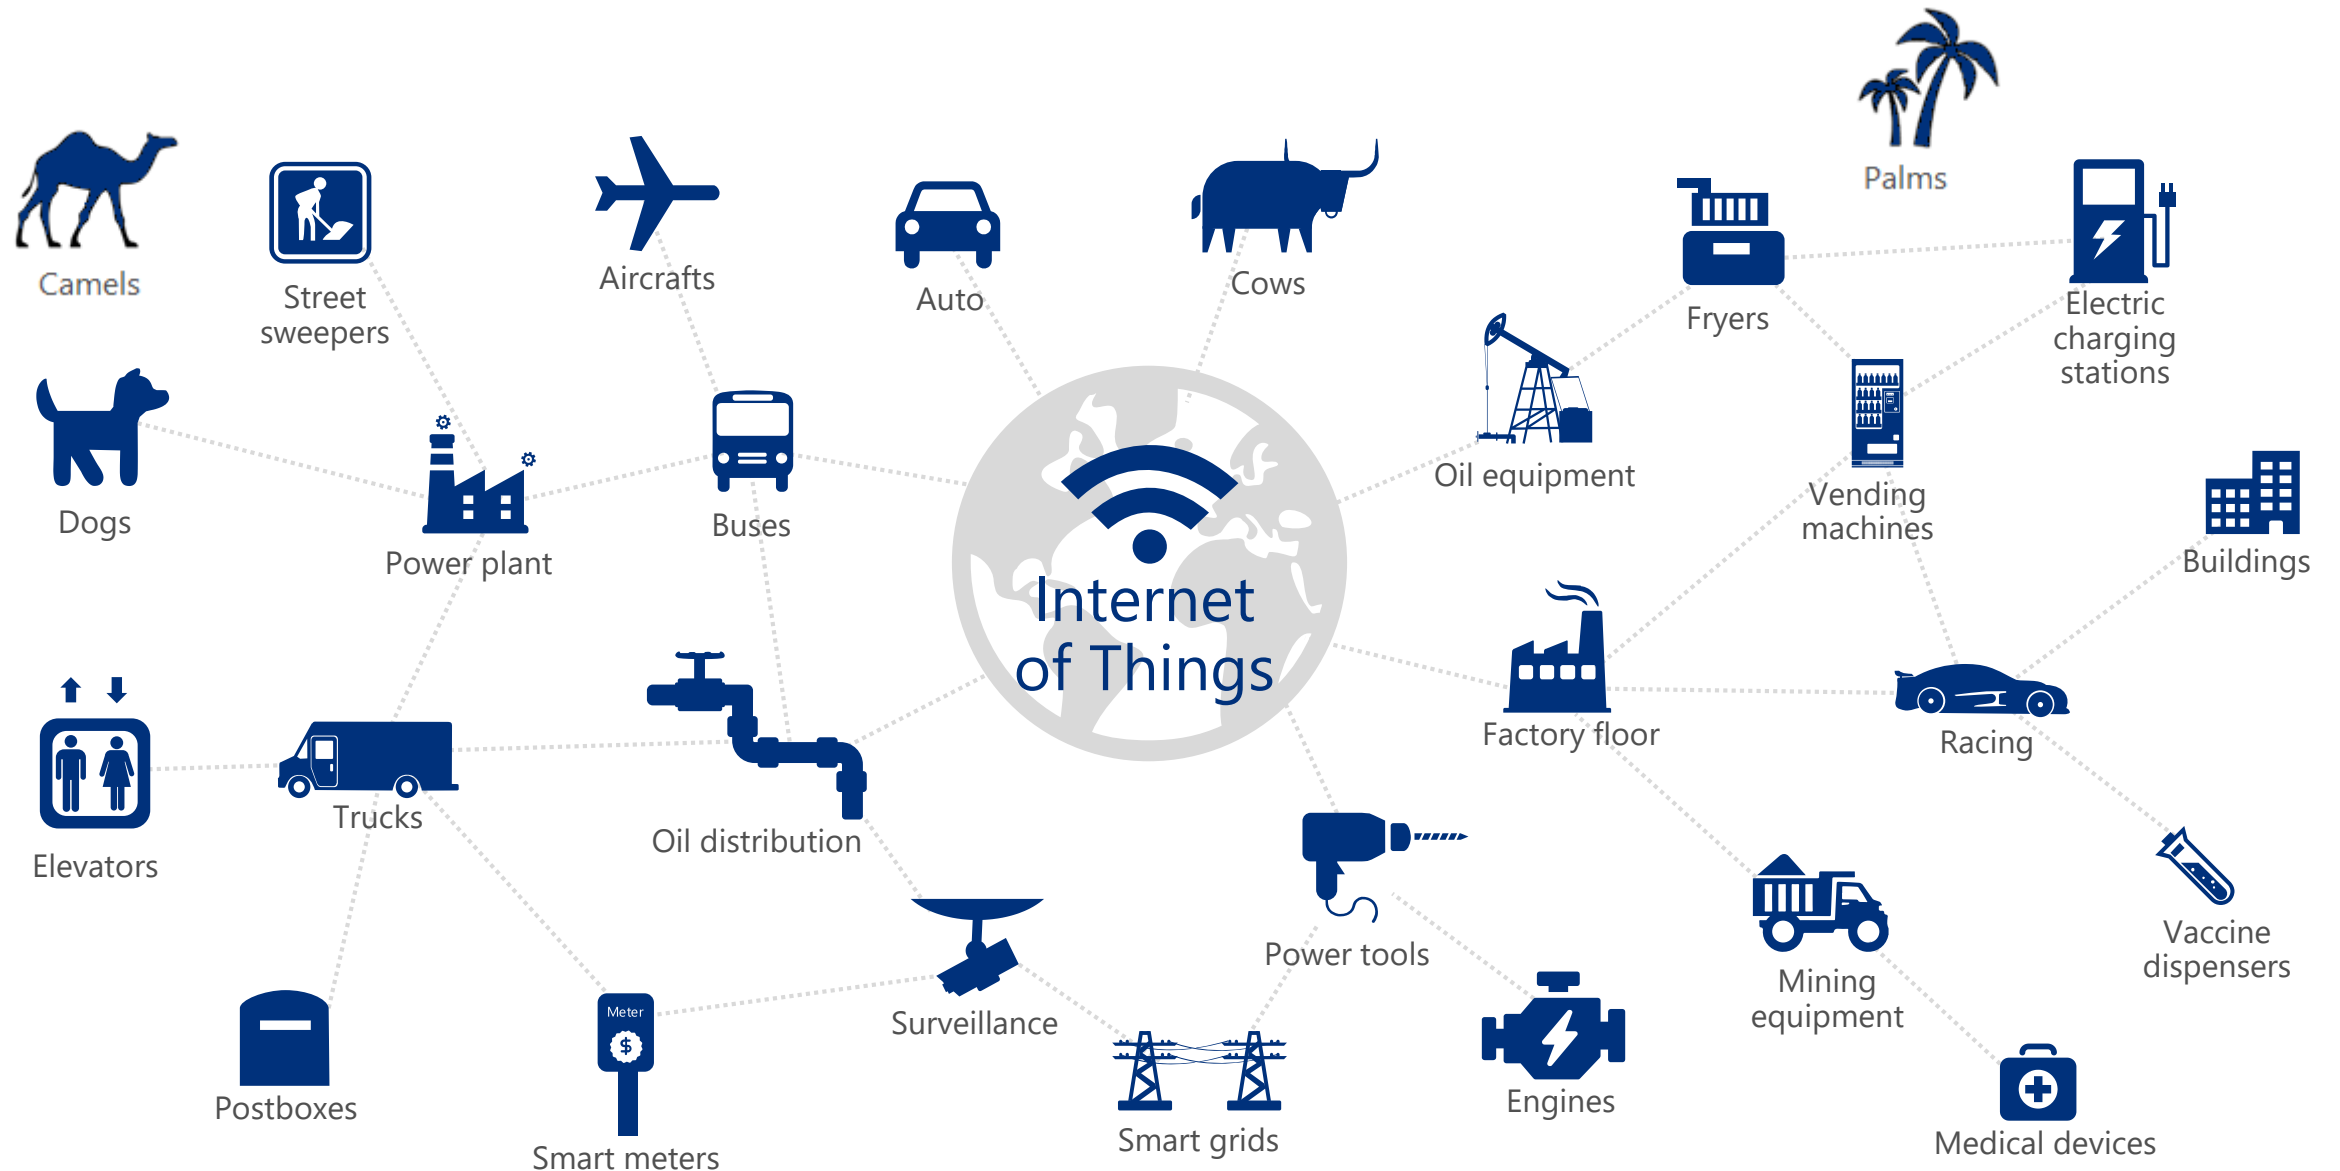 Palms
Camels
Street
sweepers
Aircrafts
Auto
Cows
Fryers
Electric
charging
stations
Dogs
Power plant
Buses
Oil equipment
Vending
machines
Buildings
Internet
of Things
Elevators
Trucks
Oil distribution
Factory floor
Racing
Power tools
Mining
equipment
Vaccine
dispensers
Postboxes
Meter
$
Smart meters
Surveillance
Smart grids
Engines
Medical devices